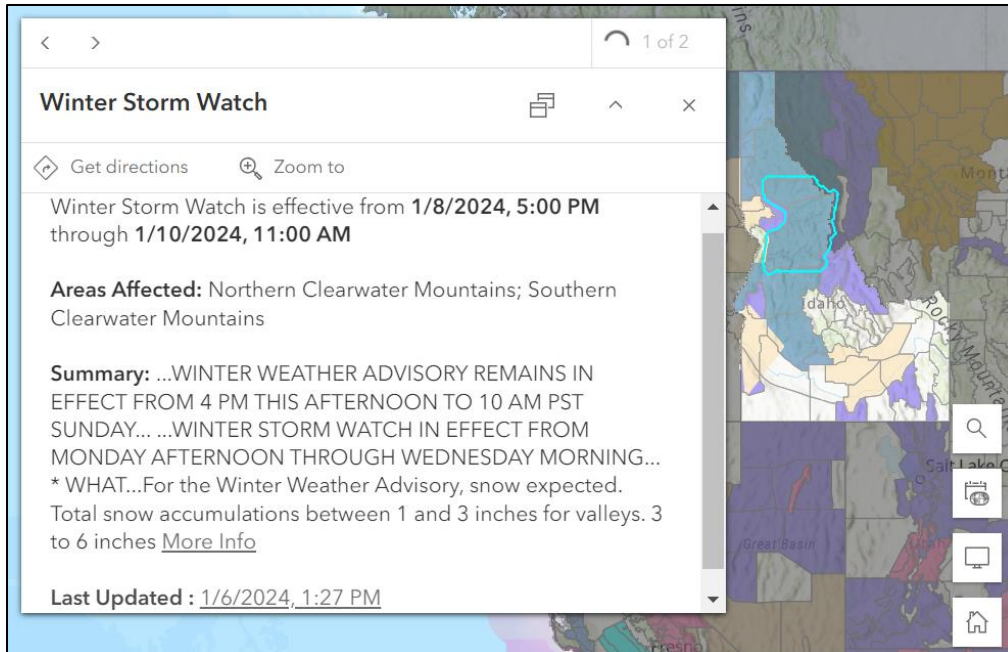 1 of 2
Winter Storm Watch
Get directions
Zoom to
Winter Storm Watch is effective from 1/8/2024, 5:00 PM
through 1/10/2024, 11:00 AM
Areas Affected: Northern Clearwater Mountains; Southern
Clearwater Mountains
Summary: ...WINTER WEATHER ADVISORY REMAINS IN
EFFECT FROM 4 PM THIS AFTERNOON TO 10 AM PST
SUNDAY... ...WINTER STORM WATCH IN EFFECT FROM
MONDAY AFTERNOON THROUGH WEDNESDAY MORNING...
* WHAT...For the Winter Weather Advisory, snow expected.
Total snow accumulations between 1 and 3 inches for valleys. 3
to 6 inches More Info
Last Updated : 1/6/2024, 1:27 PM
Mont
Idaho
Rocky Mounta
Salt Lake C
Great Basin
Utah
Fresno